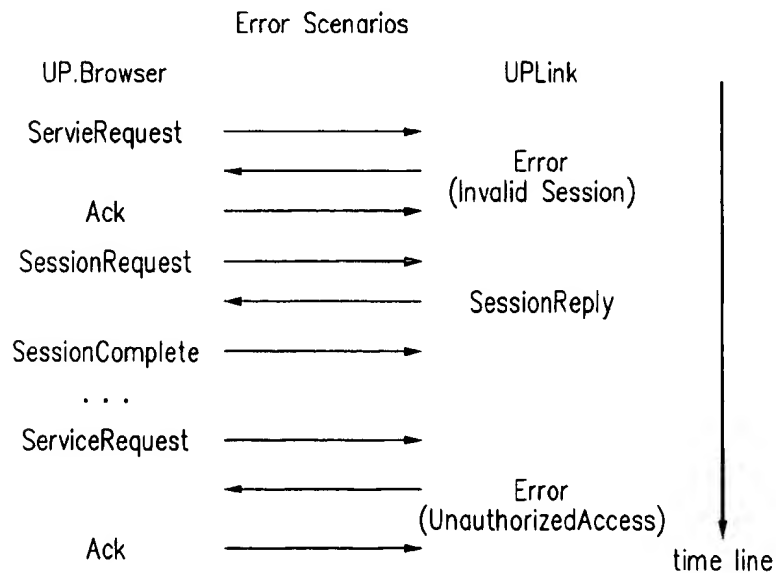 Error Scenarios
UP.Browser UPLink
ServieRequest
Error
(Invalid Session)
Ack
SessionRequest
SessionReply
SessionComplete
. . .
ServiceRequest
Error
(UnauthorizedAccess)
Ack
time line